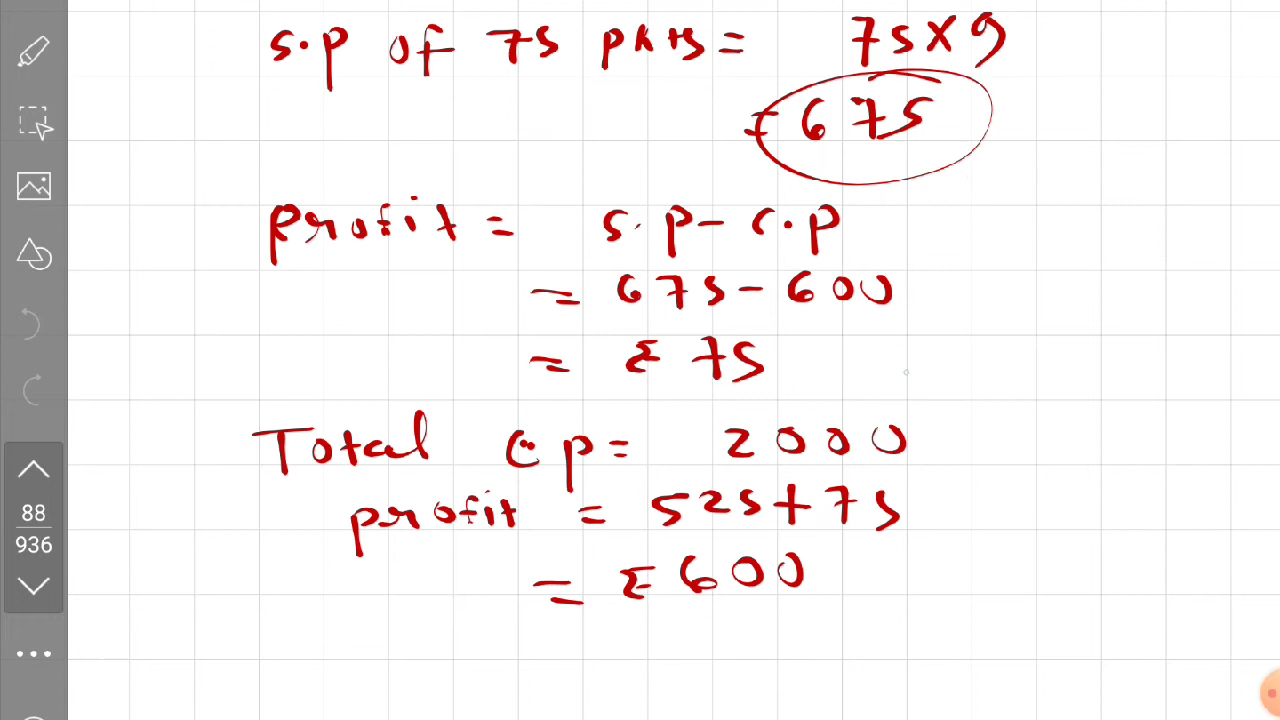 s.p of 75 pkts = 75 x 9
= 675
profit = s.p - c.p
= 675 - 600
= ₹ 75
Total c.p = 2000
profit = 525 + 75
= ₹ 600
88
936